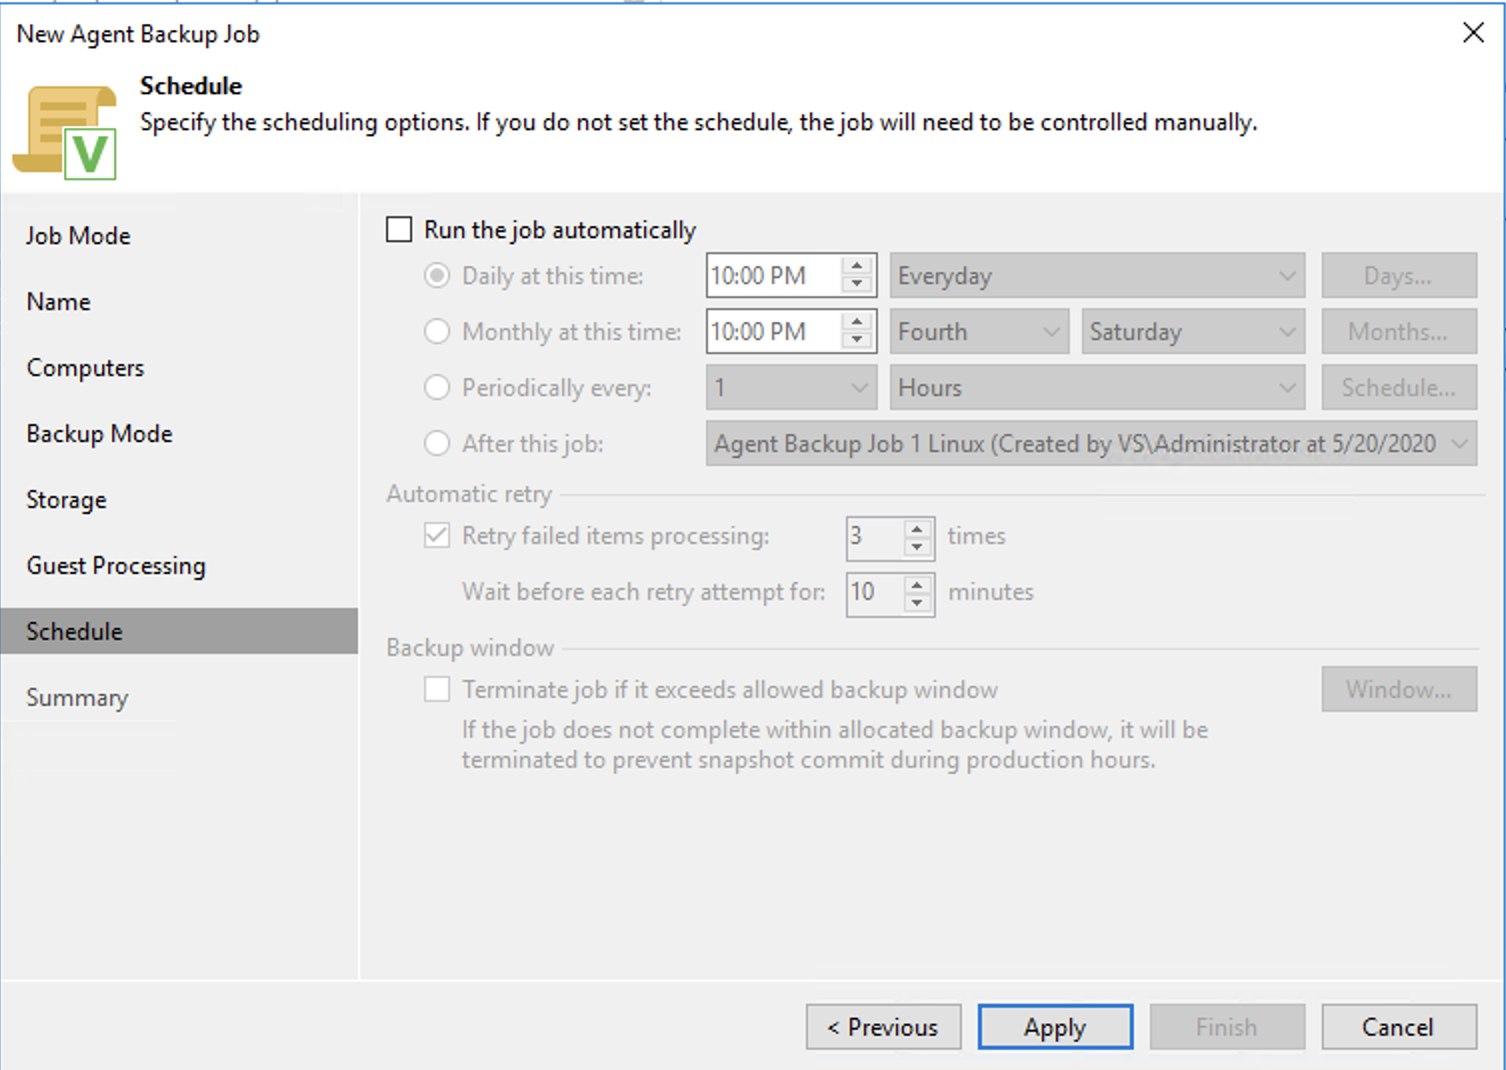 New Agent Backup Job
Schedule
Specify the scheduling options. If you do not set the schedule, the job will need to be controlled manually.
V
Job Mode
Name
Computers
Backup Mode
Storage
Guest Processing
Schedule
Summary
Run the job automatically
Daily at this time: 10:00 PM Everyday Days...
Monthly at this time: 10:00 PM Fourth Saturday Months...
Periodically every: 1 Hours Schedule...
After this job: Agent Backup Job 1 Linux (Created by VS\Administrator at 5/20/2020
Automatic retry
Retry failed items processing: 3 times
Wait before each retry attempt for: 10 minutes
Backup window
Terminate job if it exceeds allowed backup window Window...
If the job does not complete within allocated backup window, it will be
terminated to prevent snapshot commit during production hours.
< Previous Apply Finish Cancel